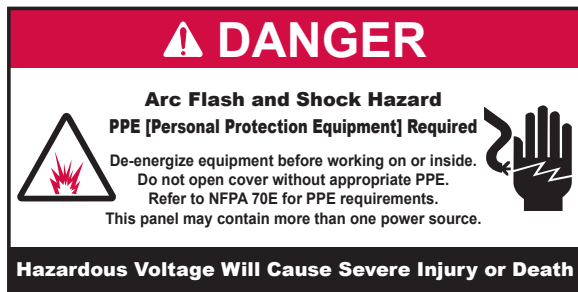 DANGER
Arc Flash and Shock Hazard
PPE [Personal Protection Equipment] Required
De-energize equipment before working on or inside.
Do not open cover without appropriate PPE.
Refer to NFPA 70E for PPE requirements.
This panel may contain more than one power source.
Hazardous Voltage Will Cause Severe Injury or Death